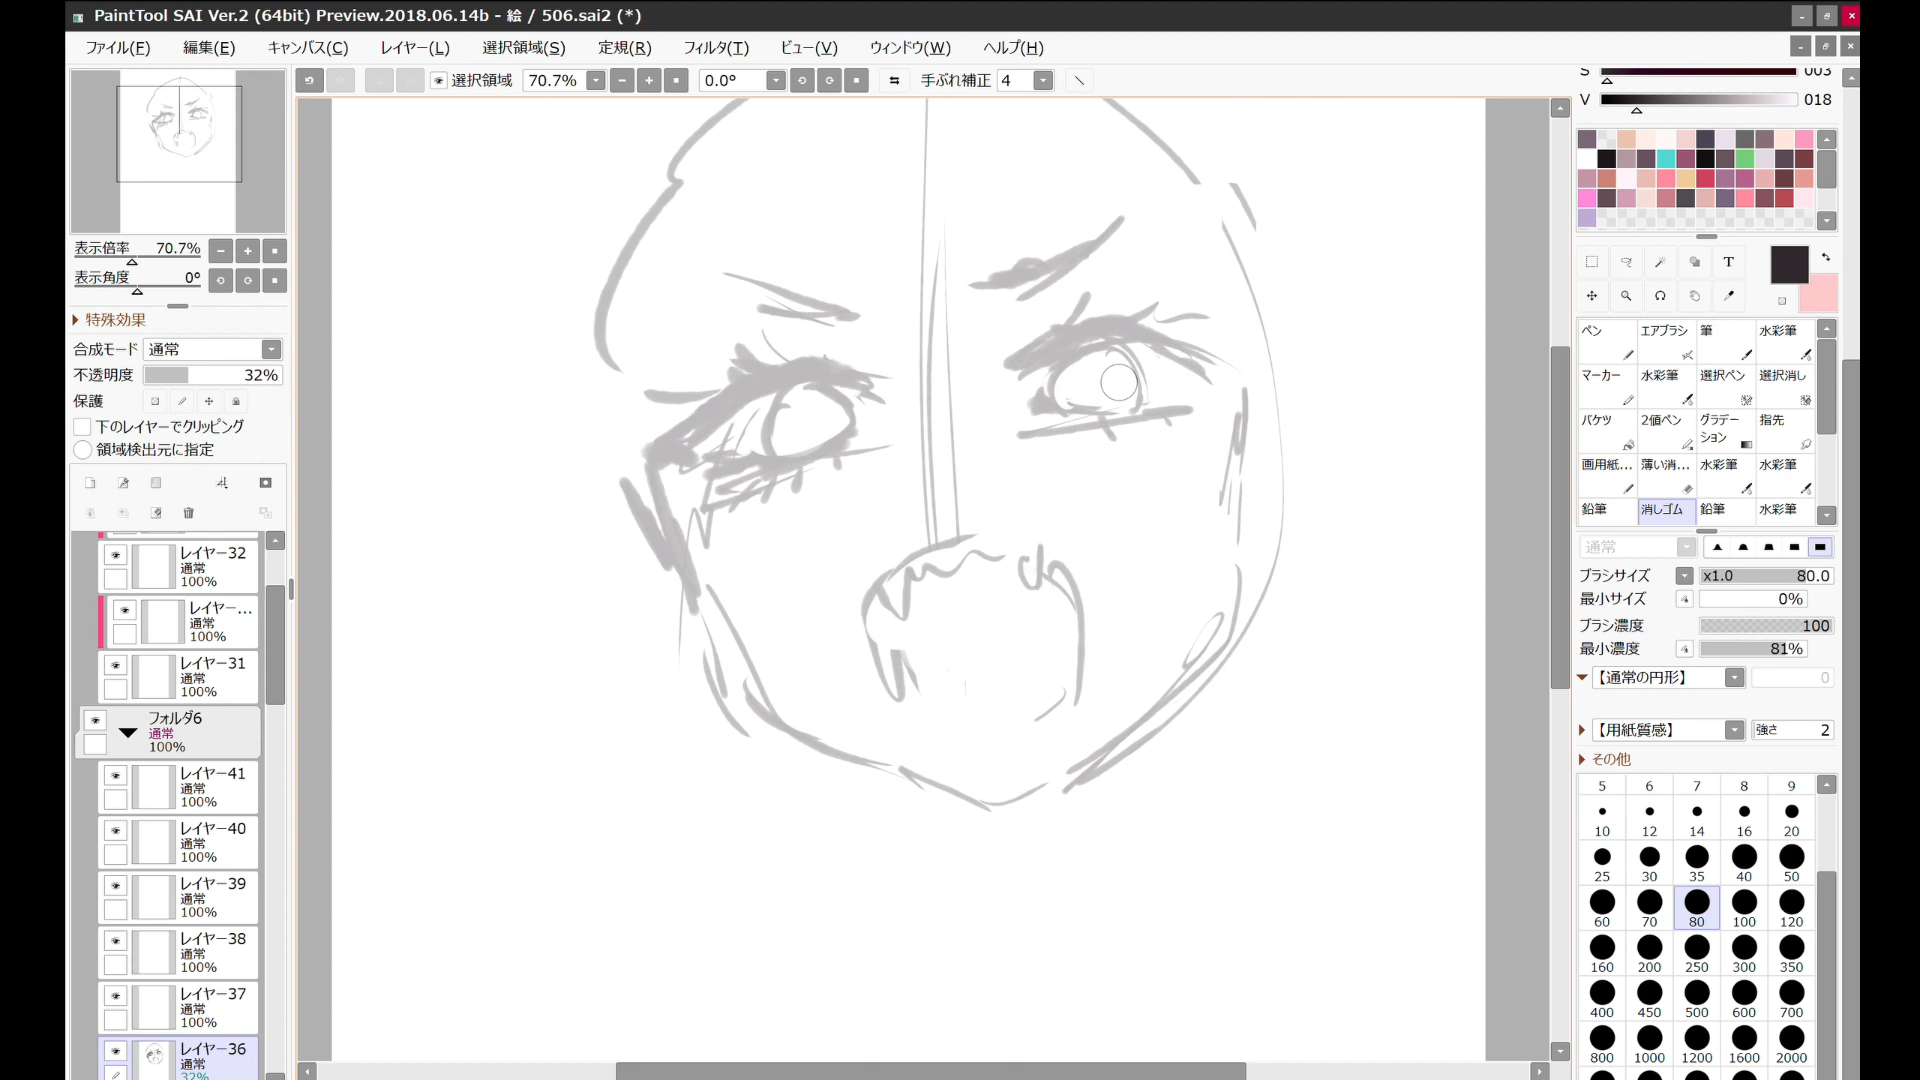 PaintTool SAI Ver.2 (64bit) Preview.2018.06.14b - 絵 / 506.sai2 (*)
ファイル(F) 編集(E) キャンバス(C) レイヤー(L) 選択領域(S) 定規(R) フィルタ(T) ビュー(V) ウィンドウ(W) ヘルプ(H)
選択領域 70.7% 0.0° 手ぶれ補正 4
表示倍率 70.7%
表示角度 0°
特殊効果
合成モード 通常
不透明度 32%
保護
下のレイヤーでクリッピング
領域検出元に指定
レイヤー32
通常
100%
レイヤー...
通常
100%
レイヤー31
通常
100%
フォルダ6
通常
100%
レイヤー41
通常
100%
レイヤー40
通常
100%
レイヤー39
通常
100%
レイヤー38
通常
100%
レイヤー37
通常
100%
レイヤー36
通常
32%
S 003
V 018
T
ペン エアブラシ 筆 水彩筆
マーカー 水彩筆 選択ペン 選択消し
バケツ 2値ペン グラデーション 指先
画用紙... 薄い消... 水彩筆 水彩筆
鉛筆 消しゴム 鉛筆 水彩筆
通常
ブラシサイズ x1.0 80.0
最小サイズ 0%
ブラシ濃度 100
最小濃度 81%
【通常の円形】 0
【用紙質感】 強さ 2
その他
5 6 7 8 9
10 12 14 16 20
25 30 35 40 50
60 70 80 100 120
160 200 250 300 350
400 450 500 600 700
800 1000 1200 1600 2000